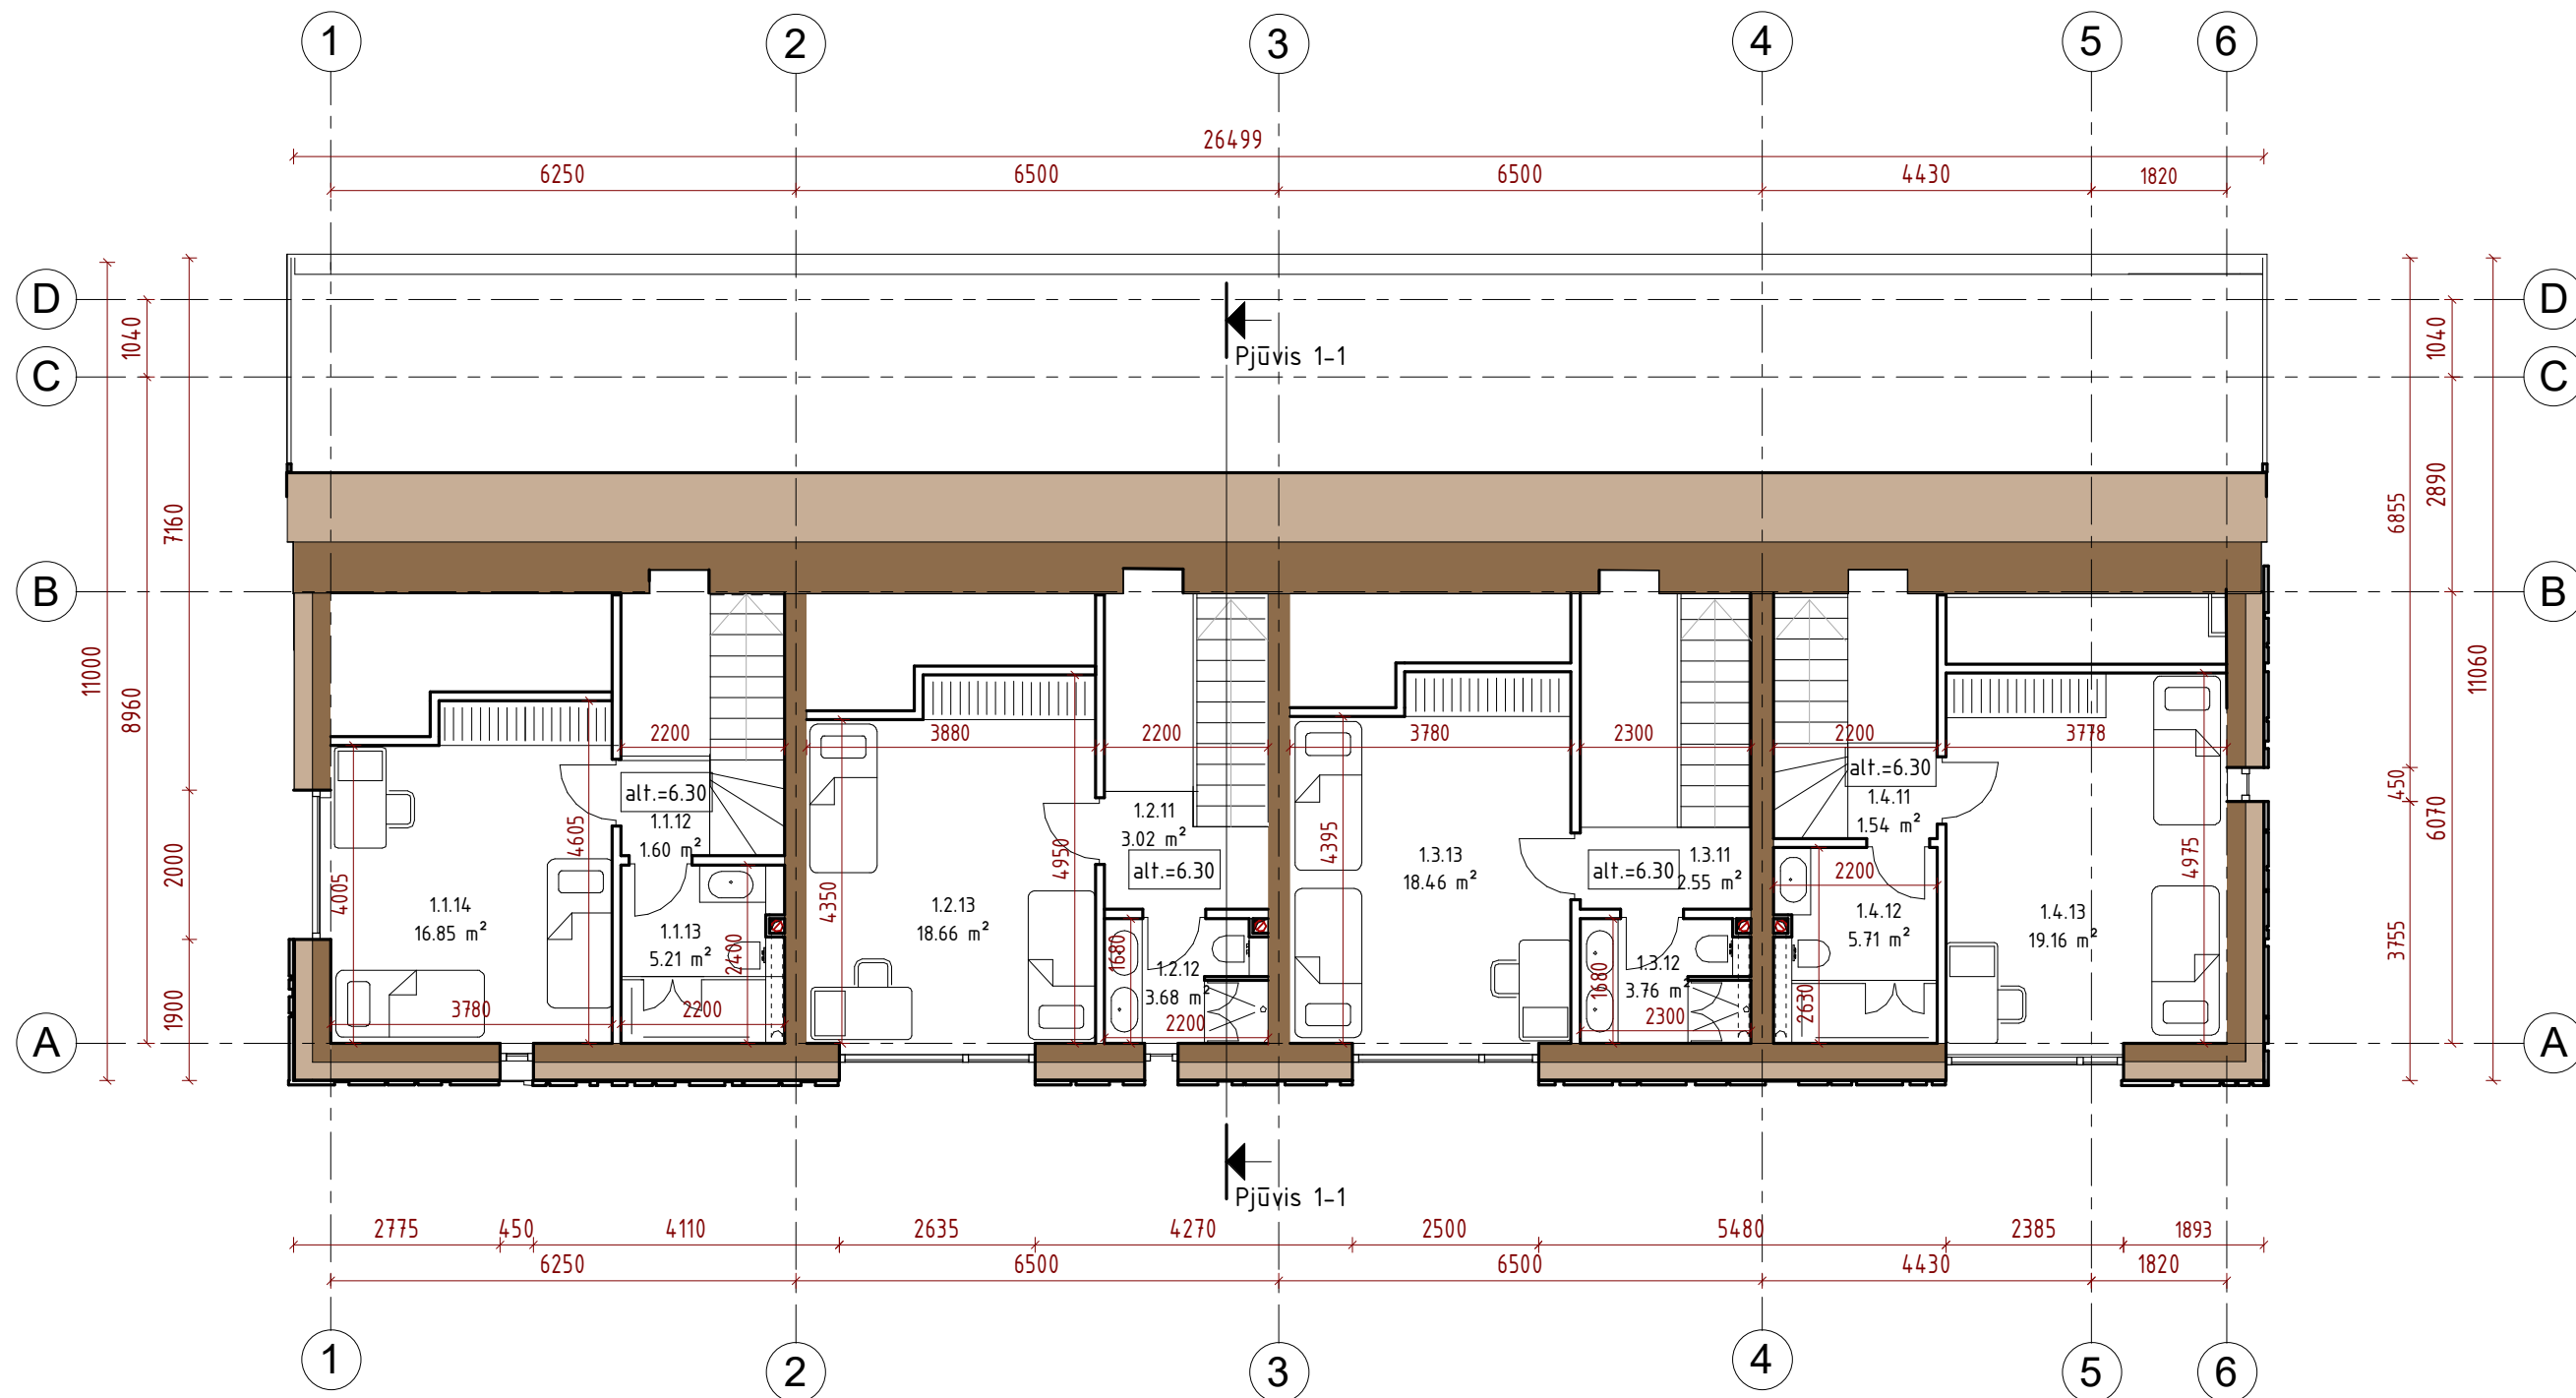 1 2 3 4 5 6
26499
6250 6500 6500 4430 1820
D D
1040 1040
Pjūvis 1-1
C C
7160 2890
6855
B B
11000 8960 11060
2200 3880 2200 3780 2300 2200 3778
alt.=6.30
1.1.12
1.60 m²
4605
1.2.11
3.02 m²
alt.=6.30
4950
4395
alt.=6.30
1.3.11
2.55 m²
alt.=6.30
1.4.11
1.54 m²
450
6070
2000
4005
1.1.14
16.85 m²
1.1.13
5.21 m²
2400
4350
1.2.13
18.66 m²
1680
1.2.12
3.68 m²
1.3.13
18.46 m²
1680
1.3.12
3.76 m²
2200
1.4.12
5.71 m²
2630
1.4.13
19.16 m²
4975
3755
1900
3780 2200 2200 2300
A A
Pjūvis 1-1
2775 450 4110 2635 4270 2500 5480 2385 1893
6250 6500 6500 4430 1820
1 2 3 4 5 6